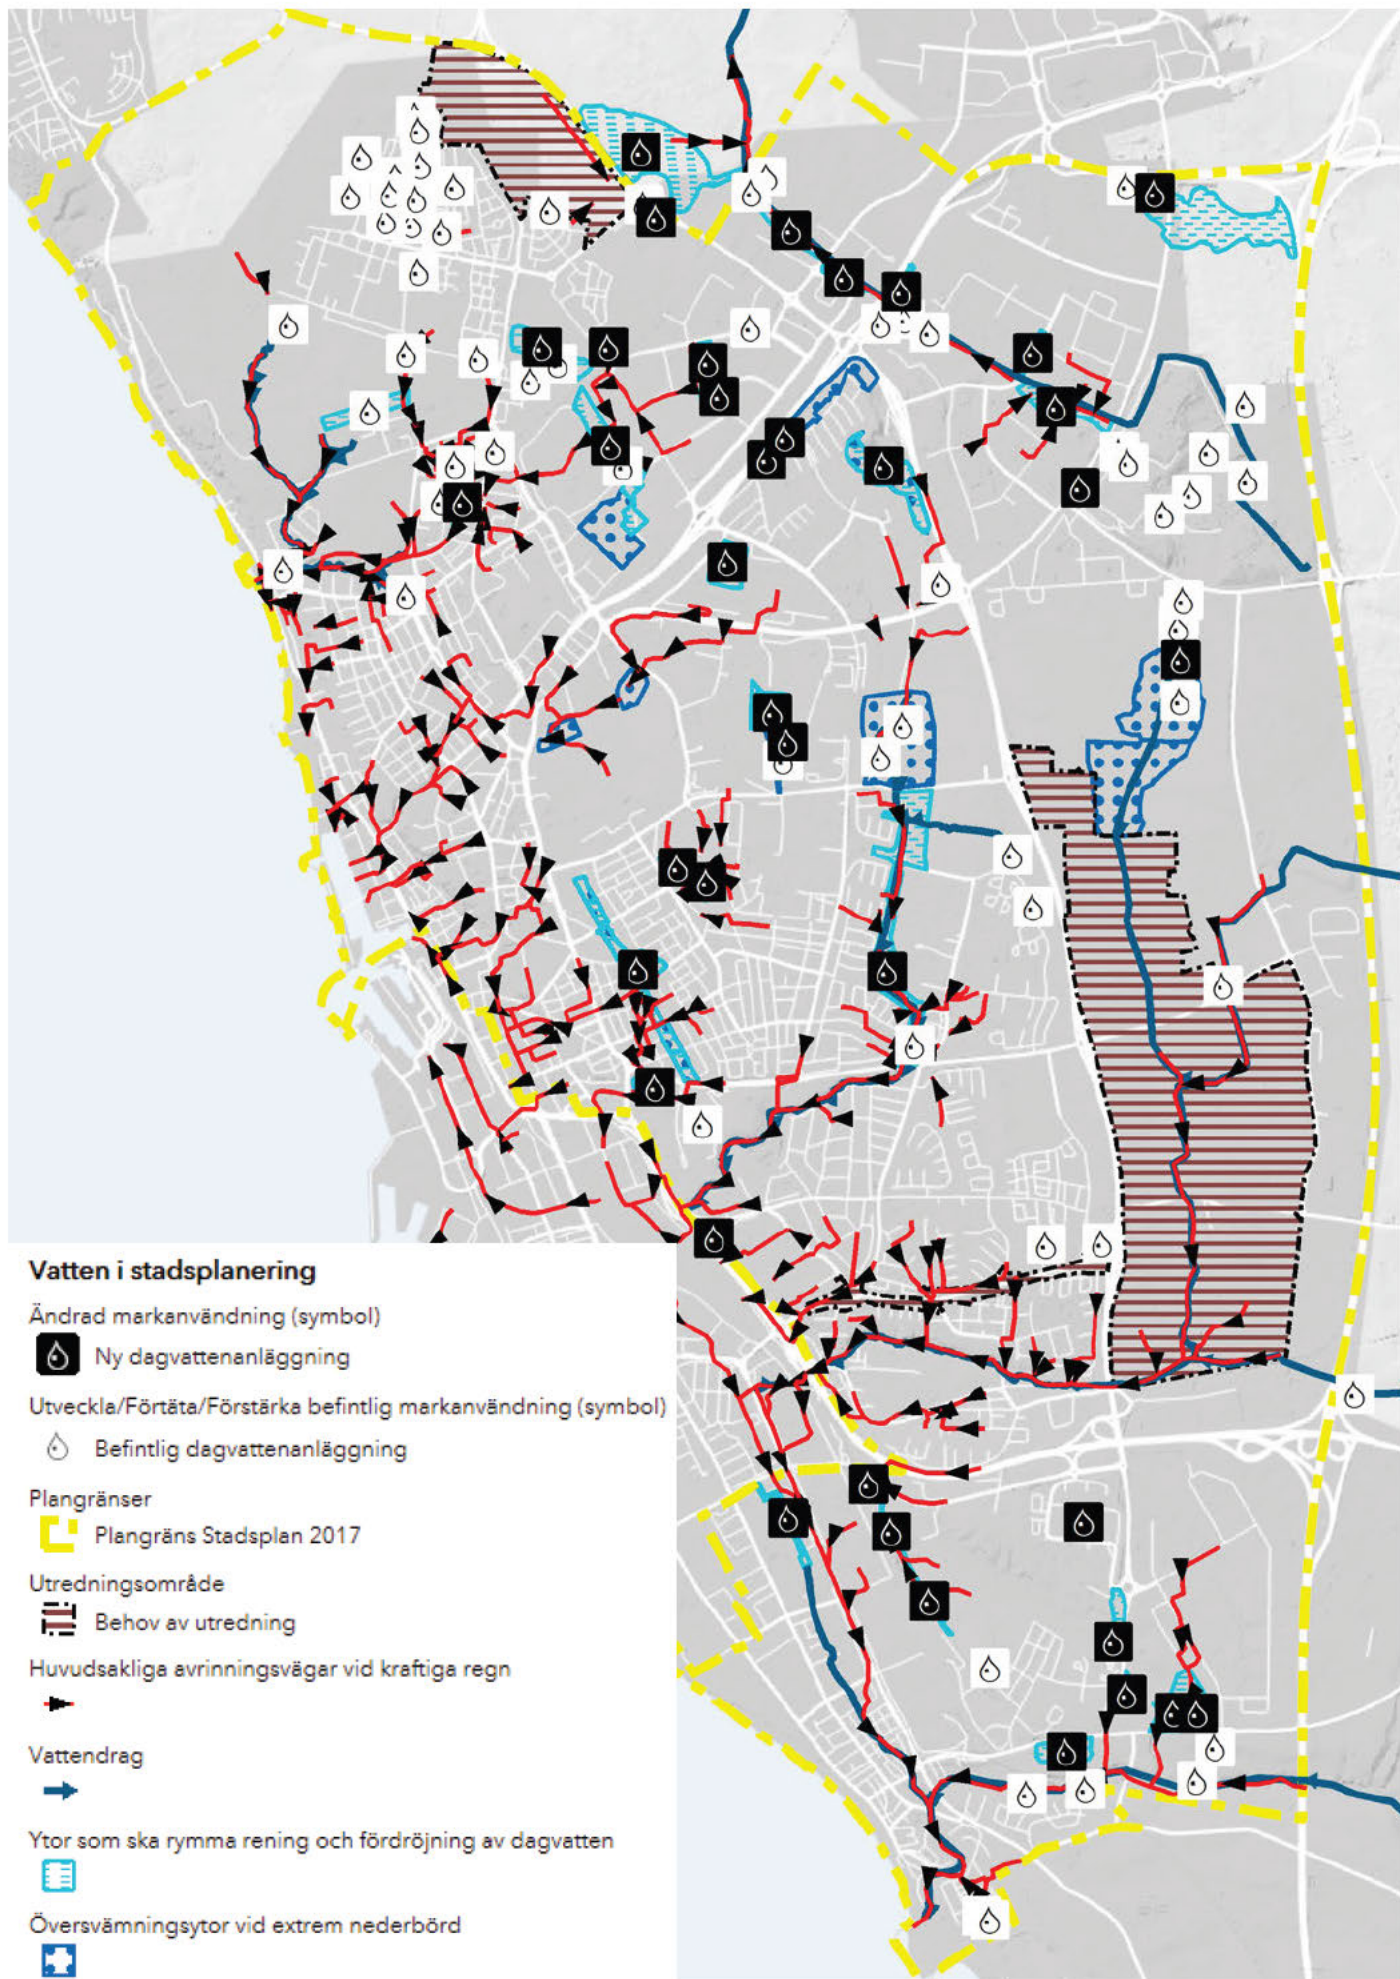 Vatten i stadsplanering
Ändrad markanvändning (symbol)
Ny dagvattenanläggning
Utveckla/Förtäta/Förstärka befintlig markanvändning (symbol)
Befintlig dagvattenanläggning
Plangränser
Plangräns Stadsplan 2017
Utredningsområde
Behov av utredning
Huvudsakliga avrinningsvägar vid kraftiga regn
Vattendrag
Ytor som ska rymma rening och fördröjning av dagvatten
Översvämningsytor vid extrem nederbörd